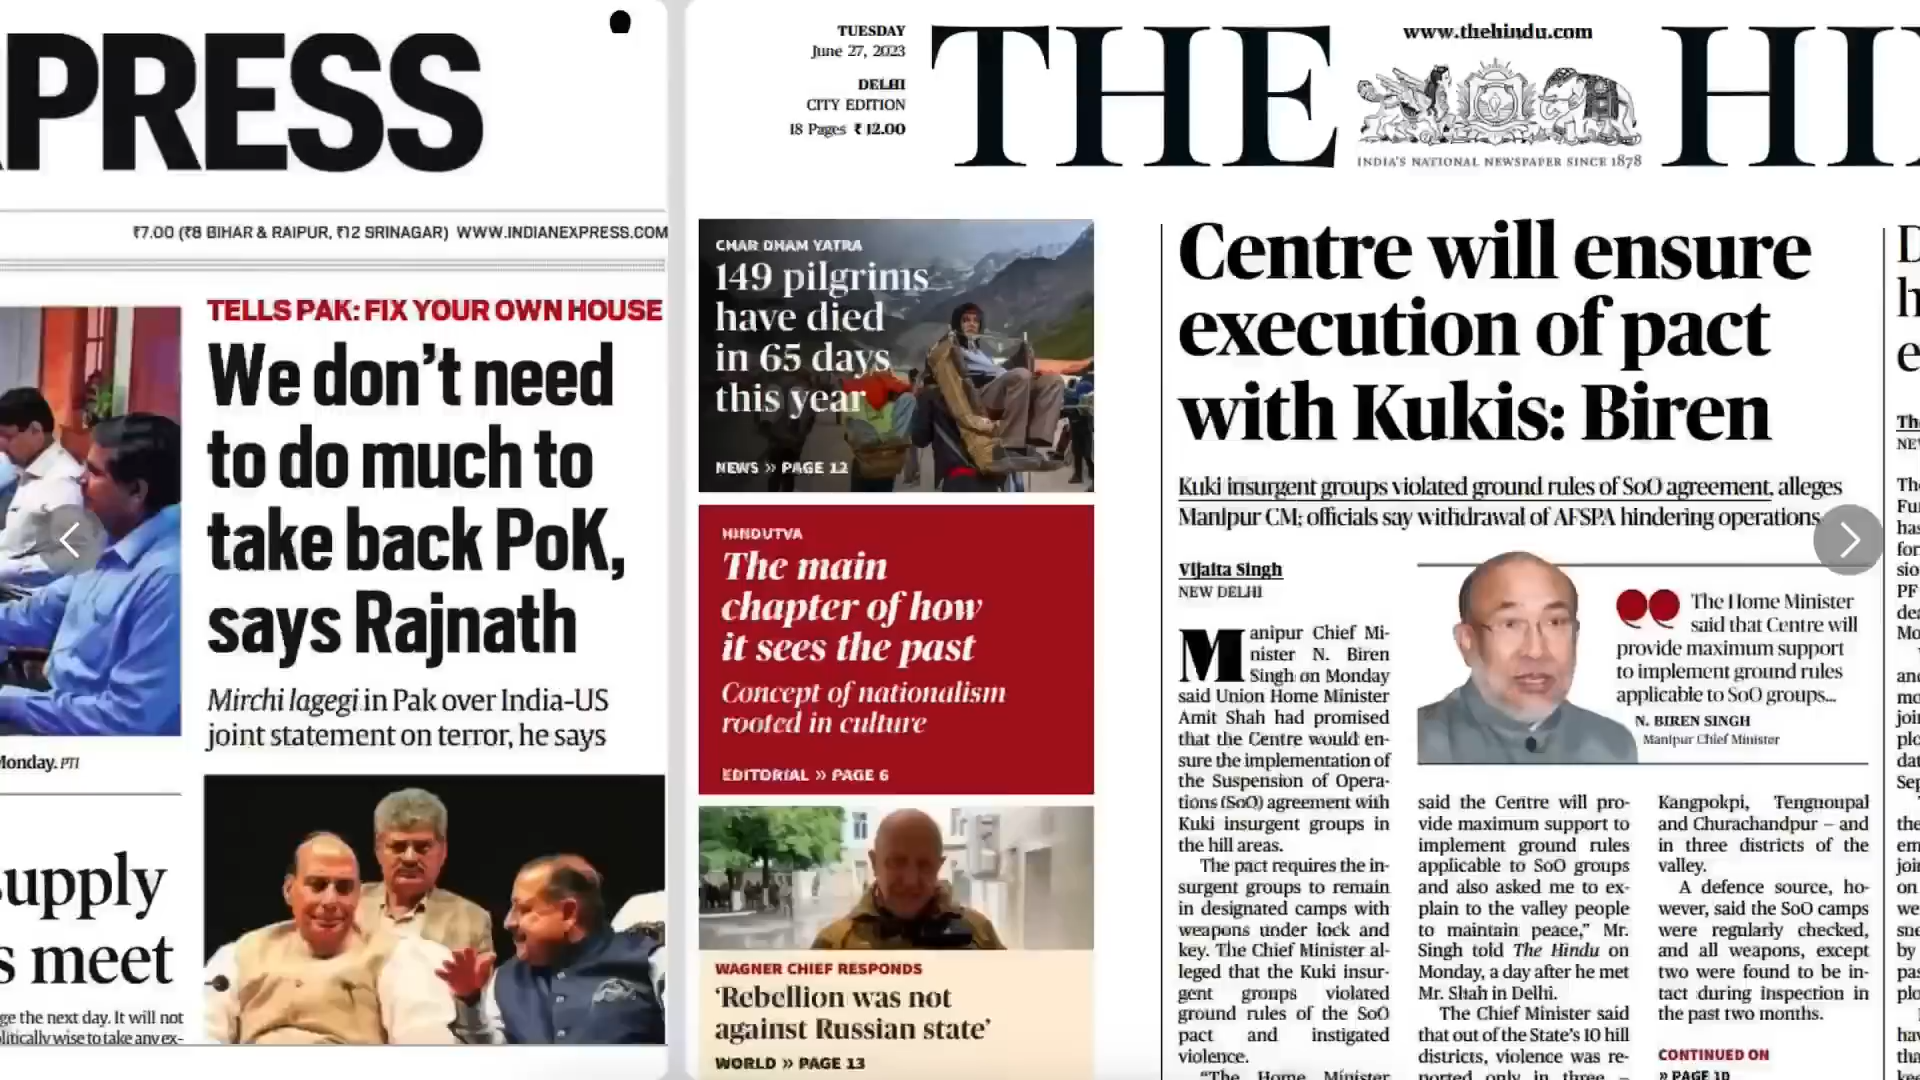 PRESS
₹7.00 (₹8 BIHAR & RAIPUR, ₹12 SRINAGAR) WWW.INDIANEXPRESS.COM
TELLS PAK: FIX YOUR OWN HOUSE
We don't need
to do much to
take back PoK,
says Rajnath
Mirchi lagegi in Pak over India-US
joint statement on terror, he says
Monday. PTI
supply
s meet
ge the next day. It will not
olitically wise to take any ex-
TUESDAY
June 27, 2023
DELHI
CITY EDITION
18 Pages ₹ 12.00
THE HI
www.thehindu.com
INDIA'S NATIONAL NEWSPAPER SINCE 1878
CHAR DHAM YATRA
149 pilgrims
have died
in 65 days
this year
NEWS » PAGE 12
HINDUTVA
The main
chapter of how
it sees the past
Concept of nationalism
rooted in culture
EDITORIAL » PAGE 6
WAGNER CHIEF RESPONDS
‘Rebellion was not
against Russian state’
WORLD » PAGE 13
Centre will ensure
execution of pact
with Kukis: Biren
Kuki insurgent groups violated ground rules of SoO agreement, alleges
Manipur CM; officials say withdrawal of AFSPA hindering operations
Vijaita Singh
NEW DELHI
Manipur Chief Mi-
nister N. Biren
Singh on Monday
said Union Home Minister
Amit Shah had promised
that the Centre would en-
sure the implementation of
the Suspension of Opera-
tions (SoO) agreement with
Kuki insurgent groups in
the hill areas.
The pact requires the in-
surgent groups to remain
in designated camps with
weapons under lock and
key. The Chief Minister al-
leged that the Kuki insur-
gent groups violated
ground rules of the SoO
pact and instigated
violence.
“The Home Minister
The Home Minister
said that Centre will
provide maximum support
to implement ground rules
applicable to SoO groups...
N. BIREN SINGH
Manipur Chief Minister
said the Centre will pro-
vide maximum support to
implement ground rules
applicable to SoO groups
and also asked me to ex-
plain to the valley people
to maintain peace,” Mr.
Singh told The Hindu on
Monday, a day after he met
Mr. Shah in Delhi.
The Chief Minister said
that out of the State's 10 hill
districts, violence was re-
ported only in three –
Kangpokpi, Tengnoupal
and Churachandpur – and
in three districts of the
valley.
A defence source, ho-
wever, said the SoO camps
were regularly checked,
and all weapons, except
two were found to be in-
tact during inspection in
the past two months.
CONTINUED ON
» PAGE 10